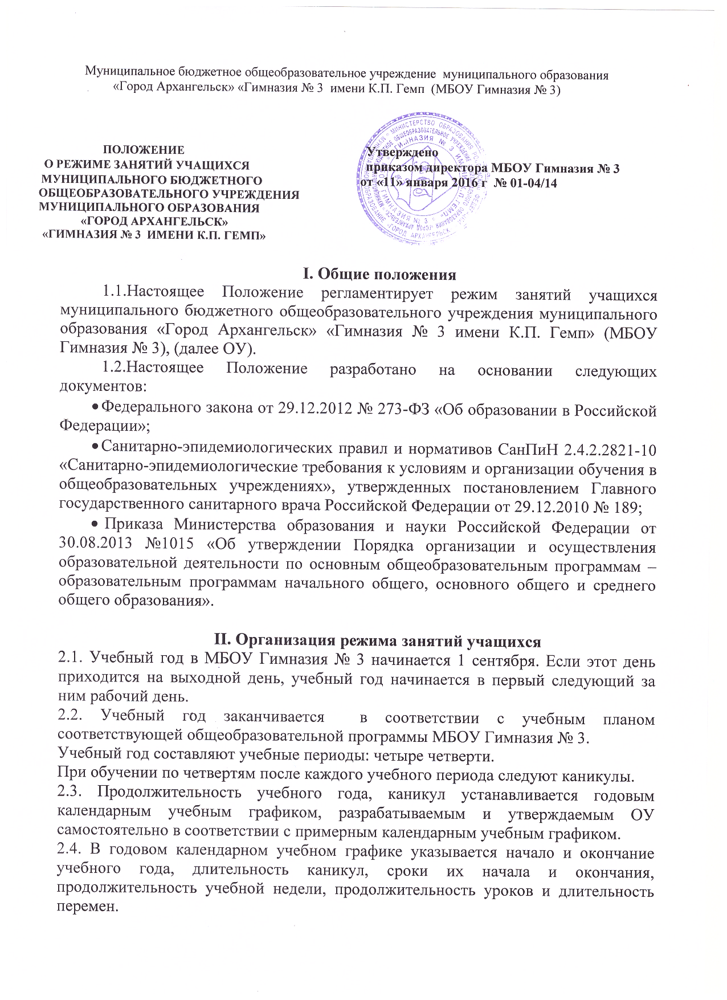 Муниципальное бюджетное общеобразовательное учреждение муниципального образования
«Город Архангельск» «Гимназия № 3 имени К.П. Гемп (МБОУ Гимназия № 3)
ПОЛОЖЕНИЕ
О РЕЖИМЕ ЗАНЯТИЙ УЧАЩИХСЯ
МУНИЦИПАЛЬНОГО БЮДЖЕТНОГО
ОБЩЕОБРАЗОВАТЕЛЬНОГО УЧРЕЖДЕНИЯ
МУНИЦИПАЛЬНОГО ОБРАЗОВАНИЯ
«ГОРОД АРХАНГЕЛЬСК»
«ГИМНАЗИЯ № 3 ИМЕНИ К.П. ГЕМП»
Утверждено
приказом директора МБОУ Гимназия № 3
от «11» января 2016 г № 01-04/14
I. Общие положения
1.1.Настоящее Положение регламентирует режим занятий учащихся
муниципального бюджетного общеобразовательного учреждения муниципального
образования «Город Архангельск» «Гимназия № 3 имени К.П. Гемп» (МБОУ
Гимназия № 3), (далее ОУ).
1.2.Настоящее Положение разработано на основании следующих
документов:
• Федерального закона от 29.12.2012 № 273-ФЗ «Об образовании в Российской
Федерации»;
• Санитарно-эпидемиологических правил и нормативов СанПиН 2.4.2.2821-10
«Санитарно-эпидемиологические требования к условиям и организации обучения в
общеобразовательных учреждениях», утвержденных постановлением Главного
государственного санитарного врача Российской Федерации от 29.12.2010 № 189;
• Приказа Министерства образования и науки Российской Федерации от
30.08.2013 №1015 «Об утверждении Порядка организации и осуществления
образовательной деятельности по основным общеобразовательным программам –
образовательным программам начального общего, основного общего и среднего
общего образования».
II. Организация режима занятий учащихся
2.1. Учебный год в МБОУ Гимназия № 3 начинается 1 сентября. Если этот день
приходится на выходной день, учебный год начинается в первый следующий за
ним рабочий день.
2.2. Учебный год заканчивается в соответствии с учебным планом
соответствующей общеобразовательной программы МБОУ Гимназия № 3.
Учебный год составляют учебные периоды: четыре четверти.
При обучении по четвертям после каждого учебного периода следуют каникулы.
2.3. Продолжительность учебного года, каникул устанавливается годовым
календарным учебным графиком, разрабатываемым и утверждаемым ОУ
самостоятельно в соответствии с примерным календарным учебным графиком.
2.4. В годовом календарном учебном графике указывается начало и окончание
учебного года, длительность каникул, сроки их начала и окончания,
продолжительность учебной недели, продолжительность уроков и длительность
перемен.